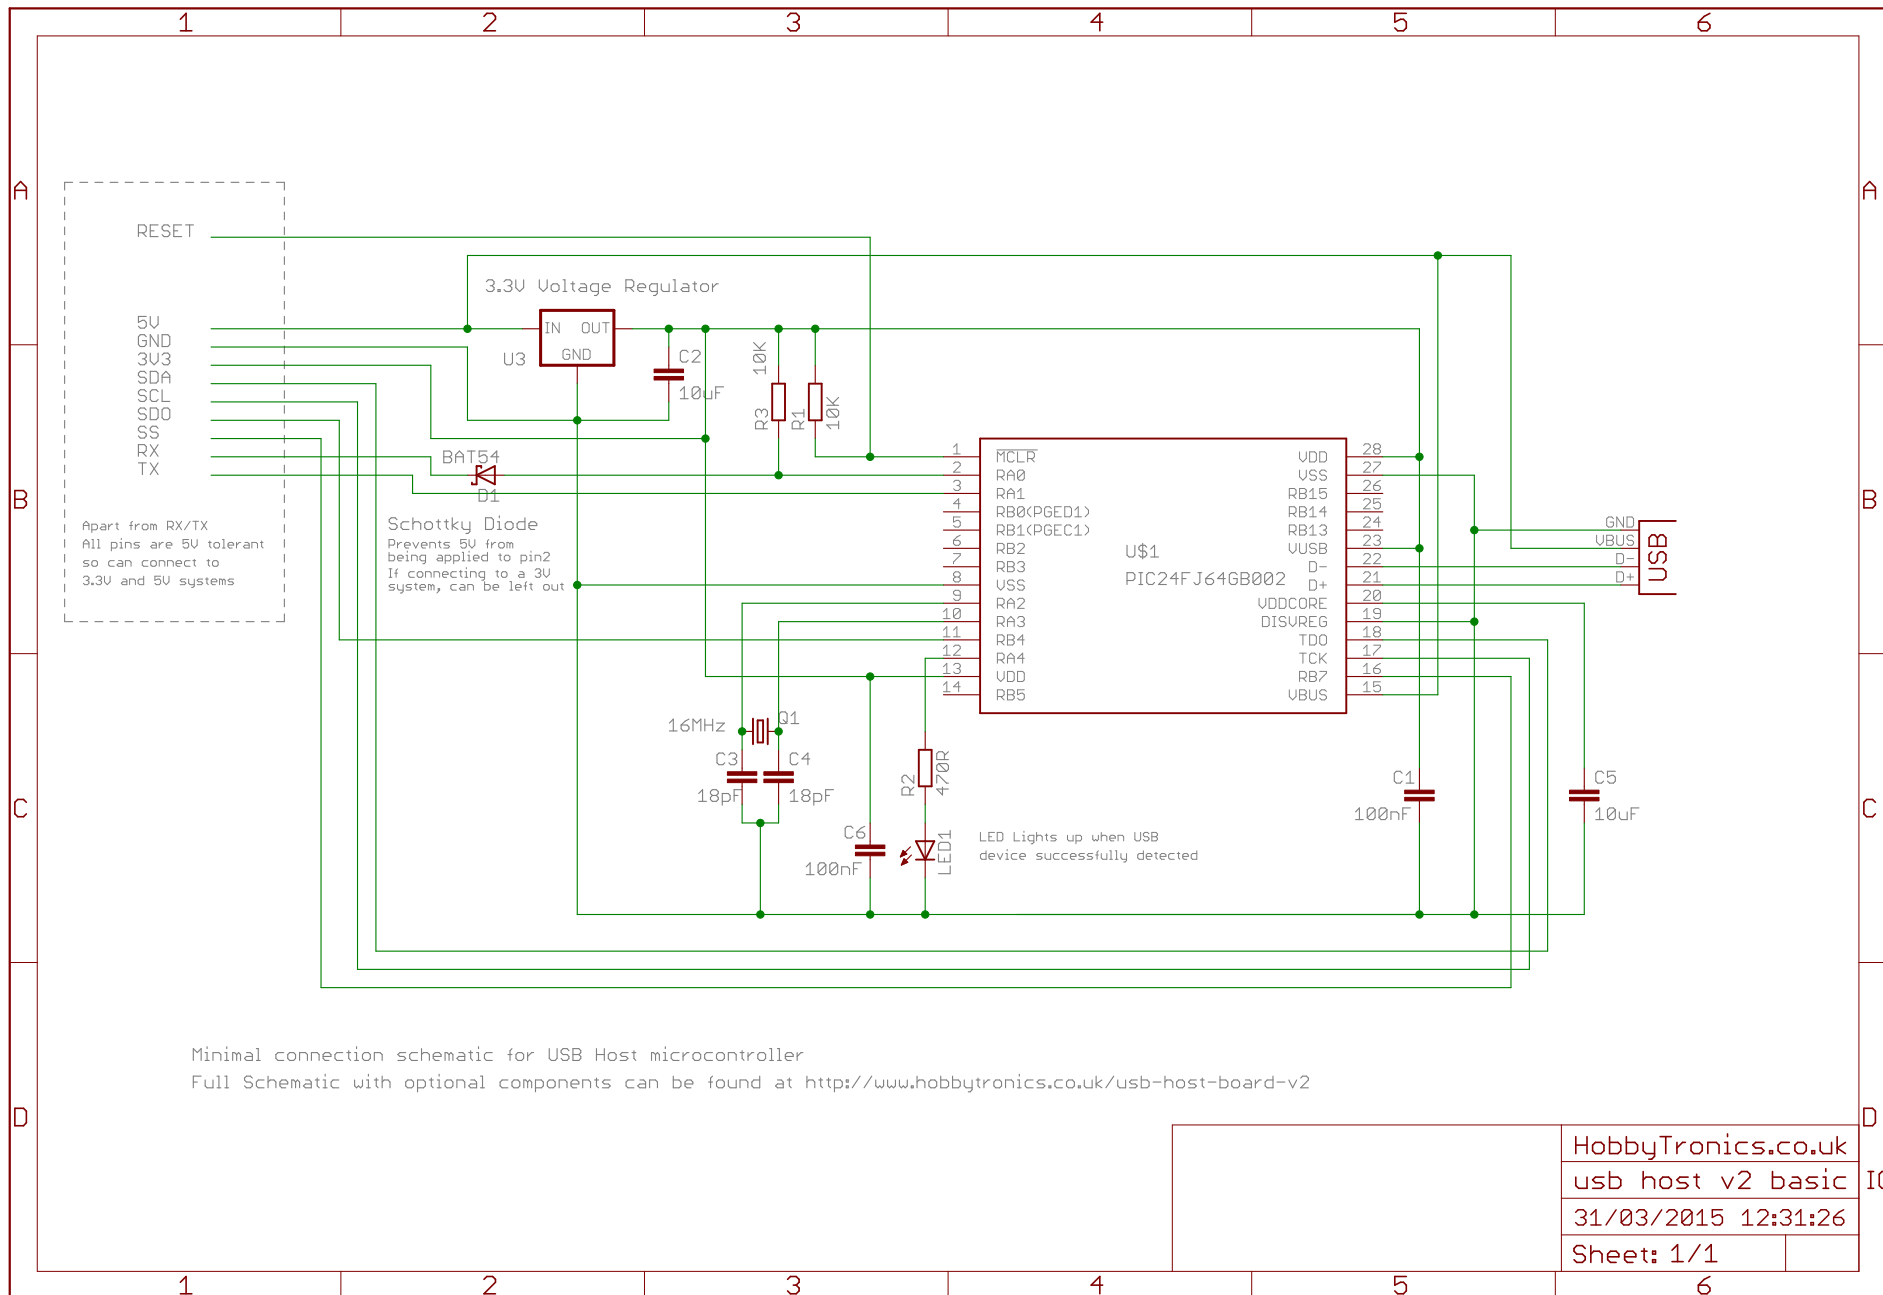 1 2 3 4 5 6
A A
RESET
3.3V Voltage Regulator
5V
GND
3V3
SDA
SCL
SDO
SS
RX
TX
IN OUT
GND
U3
C2
10uF
10K
R3
R1
10K
BAT54
D1
B B
Apart from RX/TX
All pins are 5V tolerant
so can connect to
3.3V and 5V systems
Schottky Diode
Prevents 5V from
being applied to pin2
If connecting to a 3V
system, can be left out
1 MCLR VDD 28
2 RA0 VSS 27
3 RA1 RB15 26
4 RB0(PGED1) RB14 25
5 RB1(PGEC1) RB13 24
6 RB2 VUSB 23
7 RB3 D- 22
8 VSS D+ 21
9 RA2 VDDCORE 20
10 RA3 DISVREG 19
11 RB4 TDO 18
12 RA4 TCK 17
13 VDD RB7 16
14 RB5 VBUS 15
U$1
PIC24FJ64GB002
GND
VBUS
D-
D+
USB
16MHz Q1
C3 C4
18pF 18pF
R2
470R
C1
100nF
C5
10uF
C C
C6
100nF
LED1
LED Lights up when USB
device successfully detected
Minimal connection schematic for USB Host microcontroller
Full Schematic with optional components can be found at http://www.hobbytronics.co.uk/usb-host-board-v2
D D
HobbyTronics.co.uk
usb host v2 basic
31/03/2015 12:31:26
Sheet: 1/1
1 2 3 4 5 6